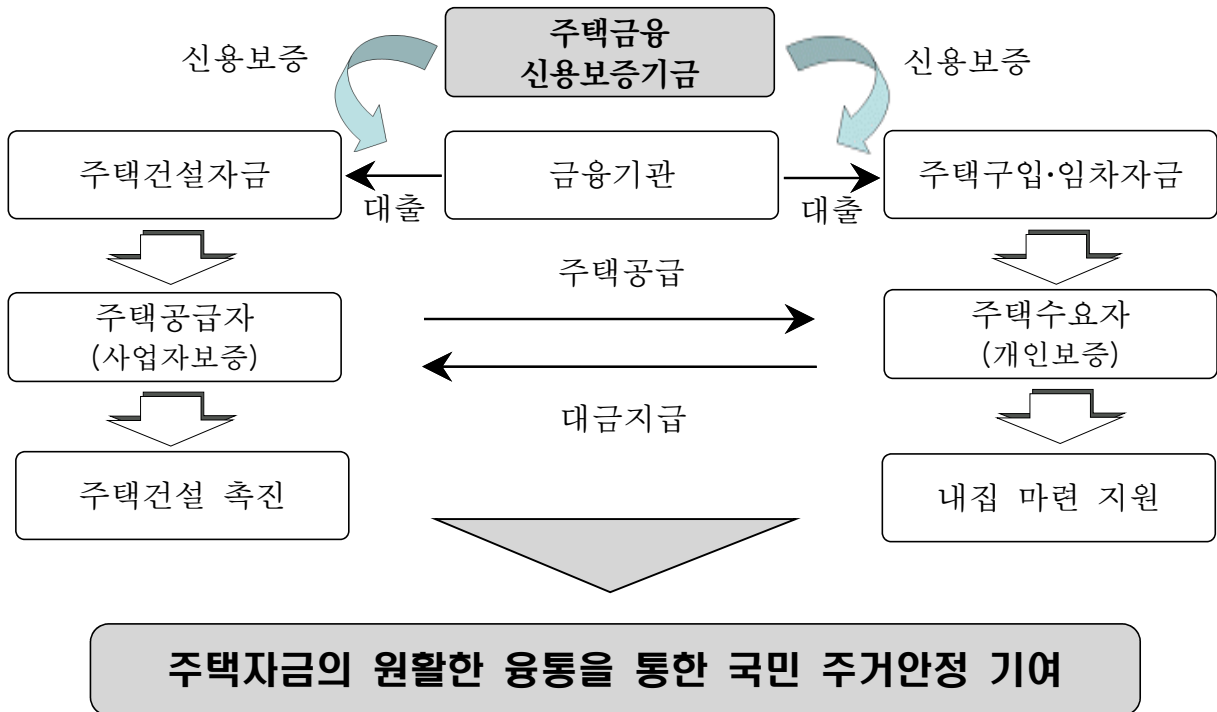 주택금융
신용보증기금
신용보증
신용보증
주택건설자금
금융기관
주택구입·임차자금
대출
대출
주택공급
주택공급자
(사업자보증)
주택수요자
(개인보증)
대금지급
주택건설 촉진
내집 마련 지원
주택자금의 원활한 융통을 통한 국민 주거안정 기여